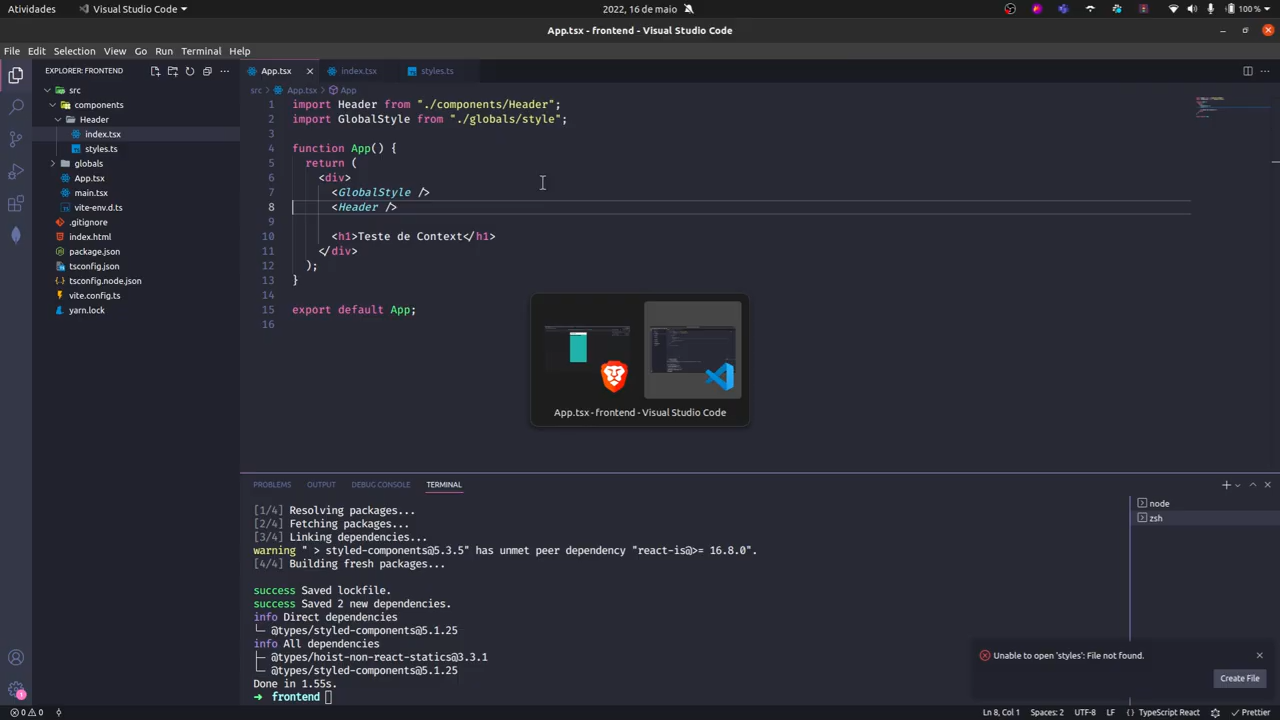 Atividades
Visual Studio Code
2022, 16 de maio
100 %
App.tsx - frontend - Visual Studio Code
File Edit Selection View Go Run Terminal Help
EXPLORER: FRONTEND
src
components
Header
index.tsx
styles.ts
globals
App.tsx
main.tsx
vite-env.d.ts
.gitignore
index.html
package.json
tsconfig.json
tsconfig.node.json
vite.config.ts
yarn.lock
App.tsx
index.tsx
styles.ts
src > App.tsx > App
1 import Header from "./components/Header";
2 import GlobalStyle from "./globals/style";
3
4 function App() {
5 return (
6 <div>
7 <GlobalStyle />
8 <Header />
9
10 <h1>Teste de Context</h1>
11 </div>
12 );
13 }
14
15 export default App;
16
App.tsx - frontend - Visual Studio Code
PROBLEMS OUTPUT DEBUG CONSOLE TERMINAL
[1/4] Resolving packages...
[2/4] Fetching packages...
[3/4] Linking dependencies...
warning " > styled-components@5.3.5" has unmet peer dependency "react-is@>= 16.8.0".
[4/4] Building fresh packages...
success Saved lockfile.
success Saved 2 new dependencies.
info Direct dependencies
└─ @types/styled-components@5.1.25
info All dependencies
├─ @types/hoist-non-react-statics@3.3.1
└─ @types/styled-components@5.1.25
Done in 1.55s.
➜ frontend
node
zsh
Unable to open 'styles': File not found.
Create File
1
0 0
Ln 8, Col 1
Spaces: 2
UTF-8
LF
TypeScript React
Prettier